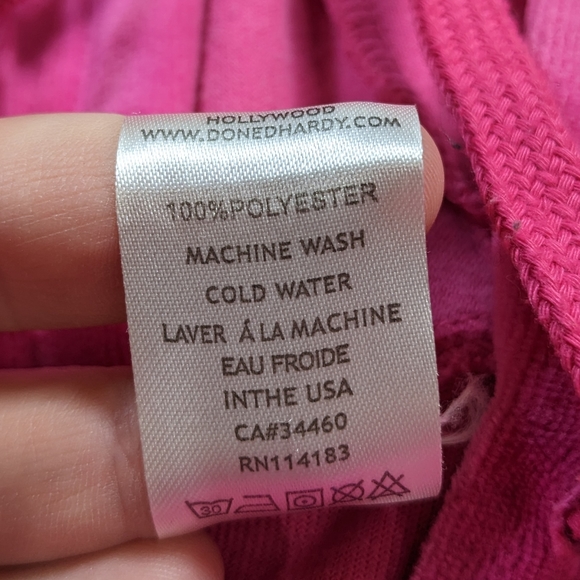 HOLLYWOOD
WWW.DONEDHARDY.COM
100%POLYESTER
MACHINE WASH
COLD WATER
LAVER Á LA MACHINE
EAU FROIDE
INTHE USA
CA#34460
RN114183
30